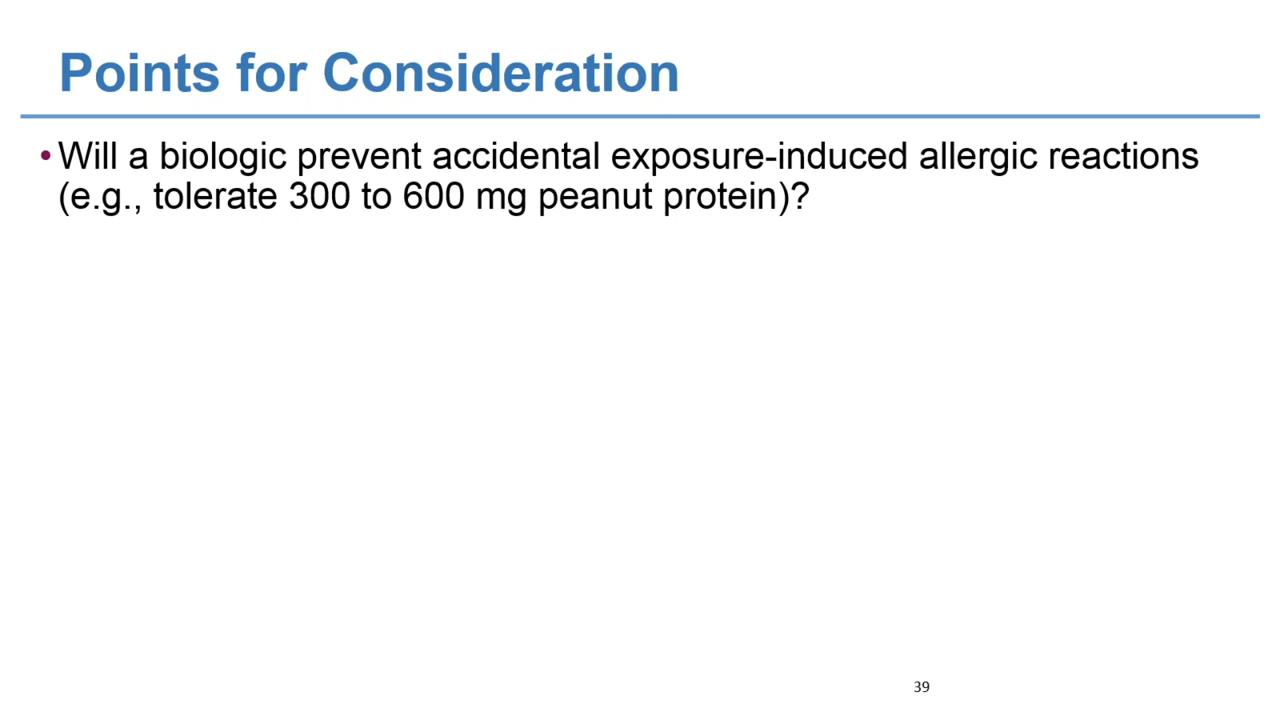 Points for Consideration
• Will a biologic prevent accidental exposure-induced allergic reactions
(e.g., tolerate 300 to 600 mg peanut protein)?
39